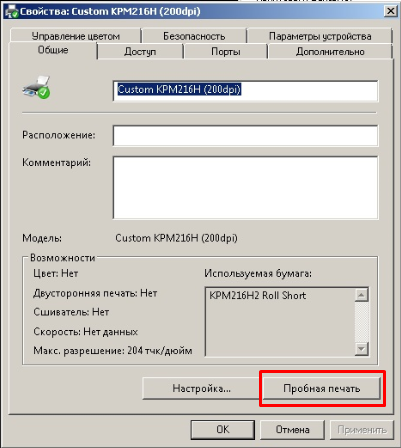 Свойства: Custom KPM216H (200dpi)
Управление цветом Безопасность Параметры устройства
Общие Доступ Порты Дополнительно
Custom KPM216H (200dpi)
Расположение:
Комментарий:
Модель: Custom KPM216H (200dpi)
Возможности
Цвет: Нет Используемая бумага:
Двусторонняя печать: Нет KPM216H2 Roll Short
Сшиватель: Нет
Скорость: Нет данных
Макс. разрешение: 204 тчк/дюйм
Настройка... Пробная печать
OK Отмена Применить